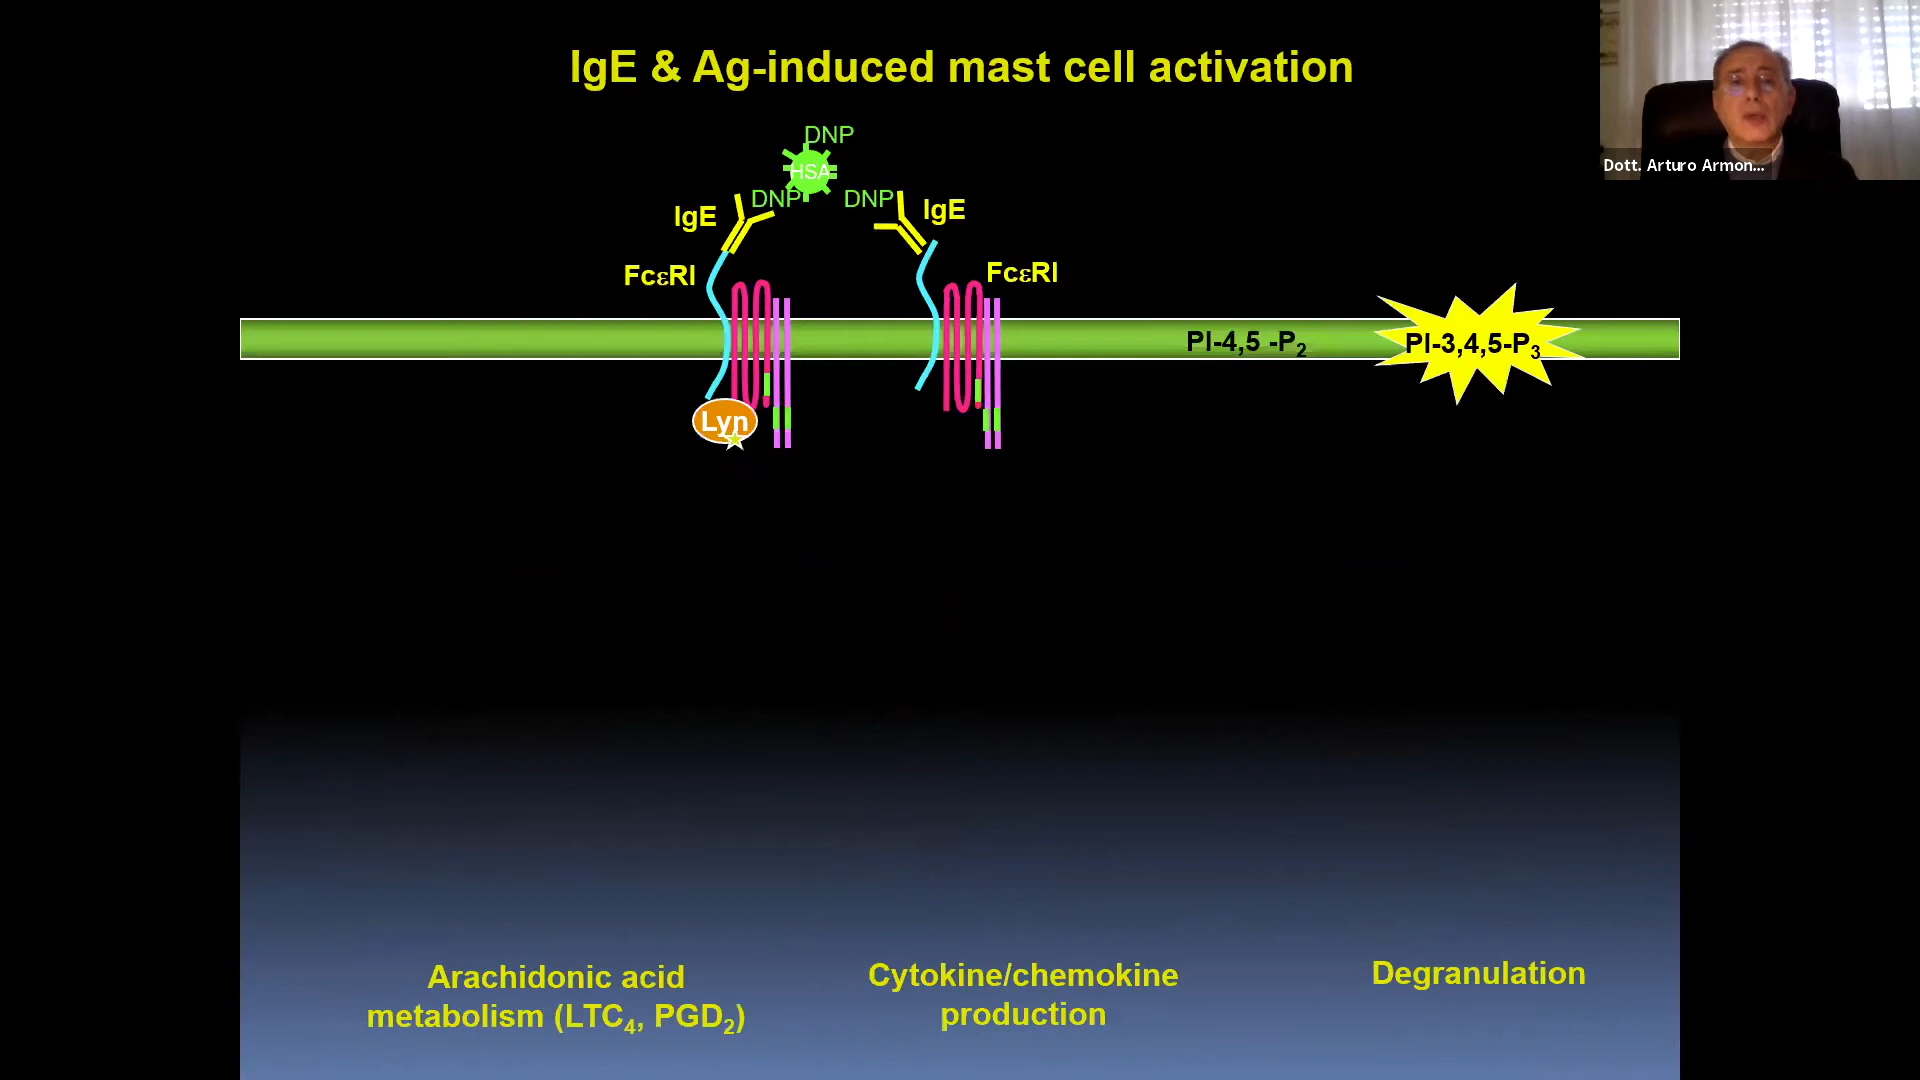 IgE & Ag-induced mast cell activation
Dott. Arturo Armon...
DNP
HSA
DNP
DNP
IgE
IgE
FcεRI
FcεRI
PI-4,5 -P2
PI-3,4,5-P3
Lyn
Arachidonic acid
metabolism (LTC4, PGD2)
Cytokine/chemokine
production
Degranulation